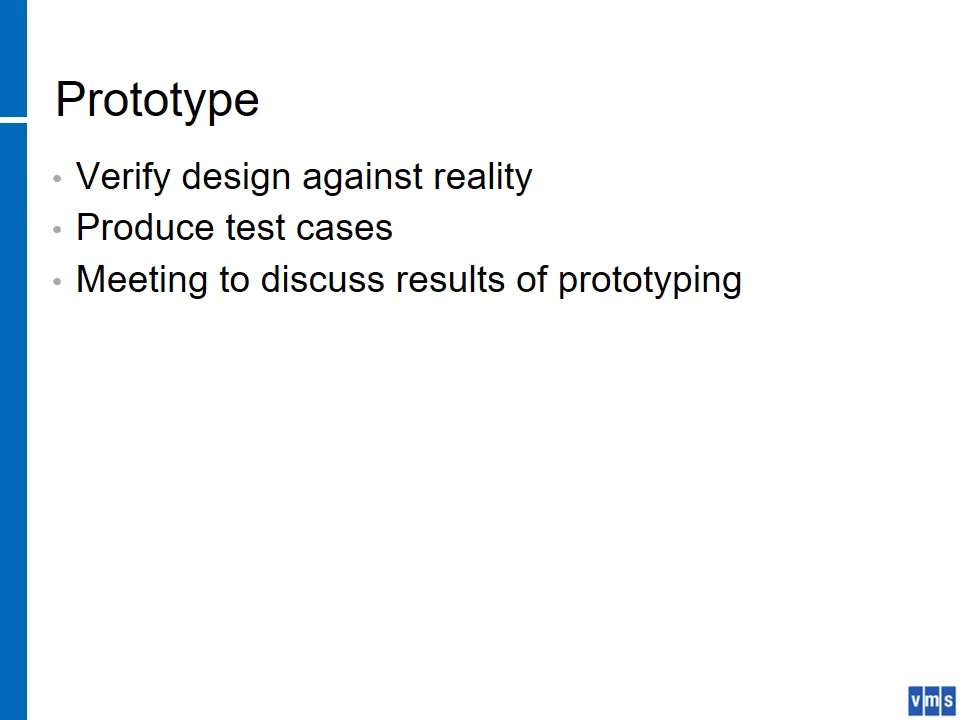 Prototype
• Verify design against reality
• Produce test cases
• Meeting to discuss results of prototyping
vms